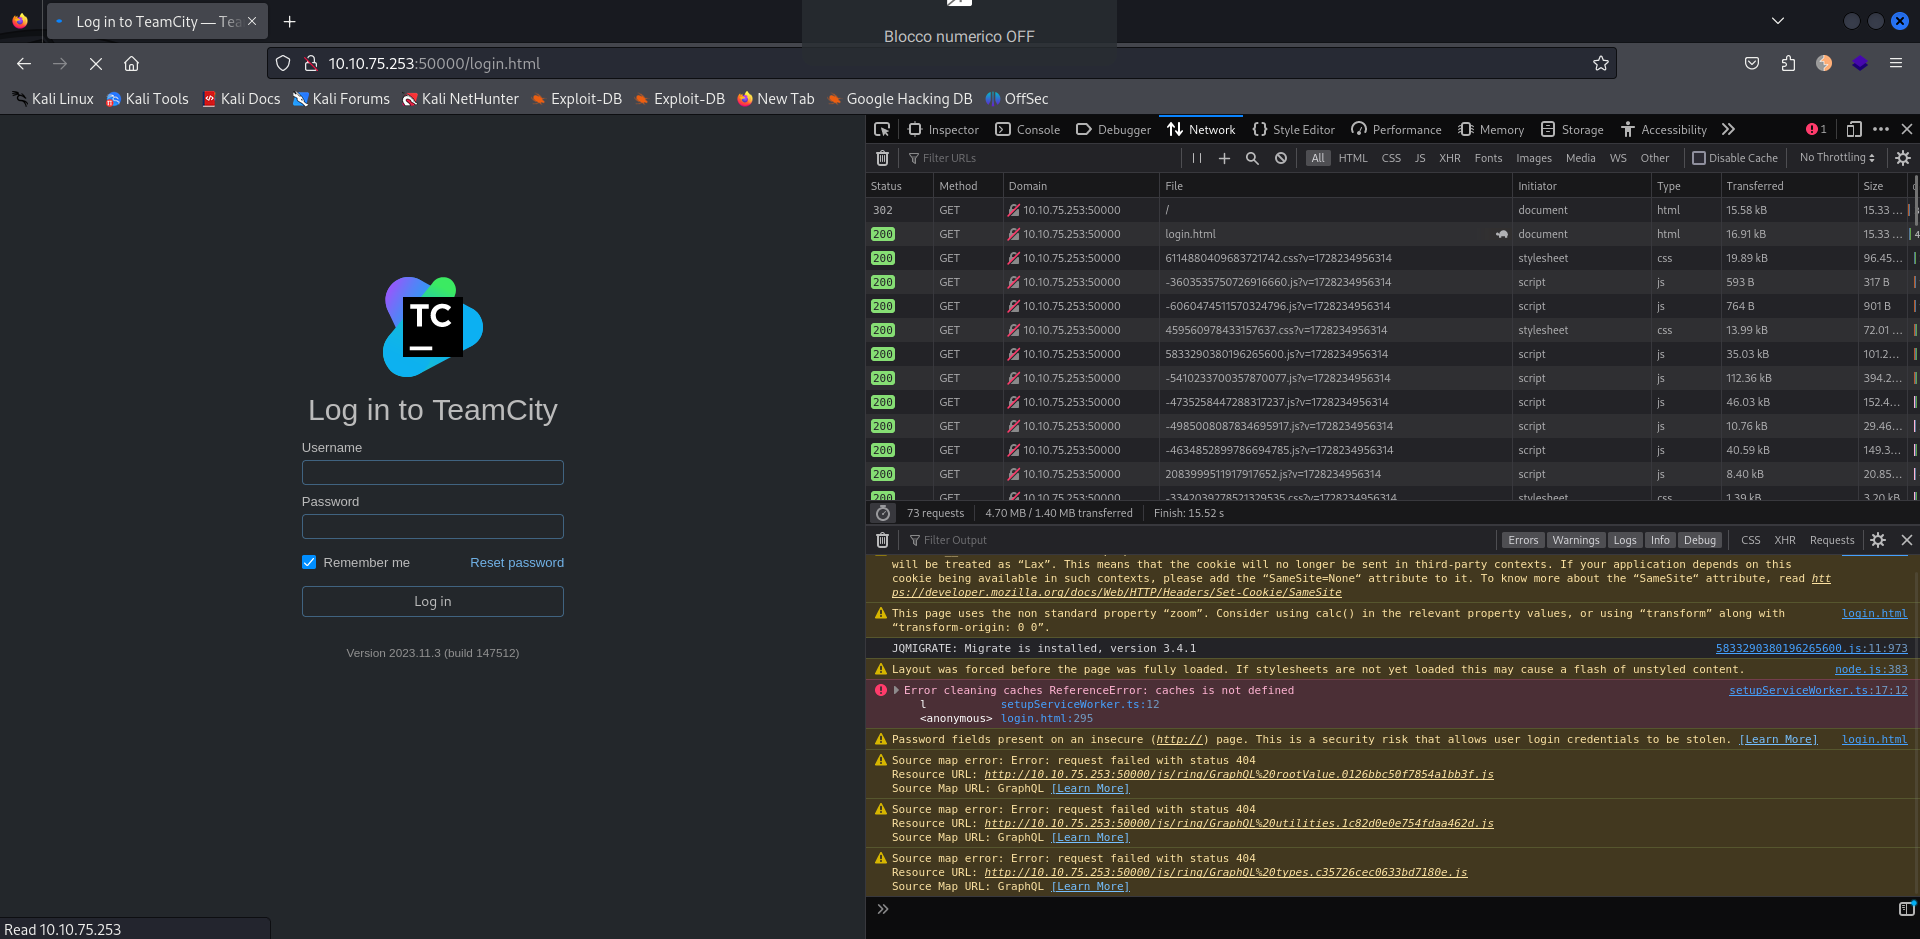 Log in to TeamCity — Tea
Blocco numerico OFF
10.10.75.253:50000/login.html
Kali Linux Kali Tools Kali Docs Kali Forums Kali NetHunter Exploit-DB Exploit-DB New Tab Google Hacking DB OffSec
TC
Log in to TeamCity
Username
Password
Remember me Reset password
Log in
Version 2023.11.3 (build 147512)
Read 10.10.75.253
Inspector Console Debugger Network Style Editor Performance Memory Storage Accessibility 1
Filter URLs All HTML CSS JS XHR Fonts Images Media WS Other Disable Cache No Throttling
Status Method Domain File Initiator Type Transferred Size
302 GET 10.10.75.253:50000 / document html 15.58 kB 15.33 …
200 GET 10.10.75.253:50000 login.html document html 16.91 kB 15.33 …
200 GET 10.10.75.253:50000 6114880409683721742.css?v=1728234956314 stylesheet css 19.89 kB 96.45…
200 GET 10.10.75.253:50000 -3603535750726916660.js?v=1728234956314 script js 593 B 317 B
200 GET 10.10.75.253:50000 -6060474511570324796.js?v=1728234956314 script js 764 B 901 B
200 GET 10.10.75.253:50000 459560978433157637.css?v=1728234956314 stylesheet css 13.99 kB 72.01 …
200 GET 10.10.75.253:50000 5833290380196265600.js?v=1728234956314 script js 35.03 kB 101.2…
200 GET 10.10.75.253:50000 -5410233700357870077.js?v=1728234956314 script js 112.36 kB 394.2…
200 GET 10.10.75.253:50000 -4735258447288317237.js?v=1728234956314 script js 46.03 kB 152.4…
200 GET 10.10.75.253:50000 -4985008087834695917.js?v=1728234956314 script js 10.76 kB 29.46…
200 GET 10.10.75.253:50000 -4634852899786694785.js?v=1728234956314 script js 40.59 kB 149.3…
200 GET 10.10.75.253:50000 2083999511917917652.js?v=1728234956314 script js 8.40 kB 20.85…
200 GET 10.10.75.253:50000 -3342039278521329535.css?v=1728234956314 stylesheet css 1.39 kB 3.20 kB
73 requests 4.70 MB / 1.40 MB transferred Finish: 15.52 s
Filter Output Errors Warnings Logs Info Debug CSS XHR Requests
will be treated as “Lax”. This means that the cookie will no longer be sent in third-party contexts. If your application depends on this
cookie being available in such contexts, please add the “SameSite=None“ attribute to it. To know more about the “SameSite“ attribute, read htt
ps://developer.mozilla.org/docs/Web/HTTP/Headers/Set-Cookie/SameSite
This page uses the non standard property “zoom”. Consider using calc() in the relevant property values, or using “transform” along with login.html
“transform-origin: 0 0”.
JQMIGRATE: Migrate is installed, version 3.4.1 5833290380196265600.js:11:973
Layout was forced before the page was fully loaded. If stylesheets are not yet loaded this may cause a flash of unstyled content. node.js:383
Error cleaning caches ReferenceError: caches is not defined setupServiceWorker.ts:17:12
l setupServiceWorker.ts:12
<anonymous> login.html:295
Password fields present on an insecure (http://) page. This is a security risk that allows user login credentials to be stolen. [Learn More] login.html
Source map error: Error: request failed with status 404
Resource URL: http://10.10.75.253:50000/js/ring/GraphQL%20rootValue.0126bbc50f7854a1bb3f.js
Source Map URL: GraphQL [Learn More]
Source map error: Error: request failed with status 404
Resource URL: http://10.10.75.253:50000/js/ring/GraphQL%20utilities.1c82d0e0e754fdaa462d.js
Source Map URL: GraphQL [Learn More]
Source map error: Error: request failed with status 404
Resource URL: http://10.10.75.253:50000/js/ring/GraphQL%20types.c35726cec0633bd7180e.js
Source Map URL: GraphQL [Learn More]